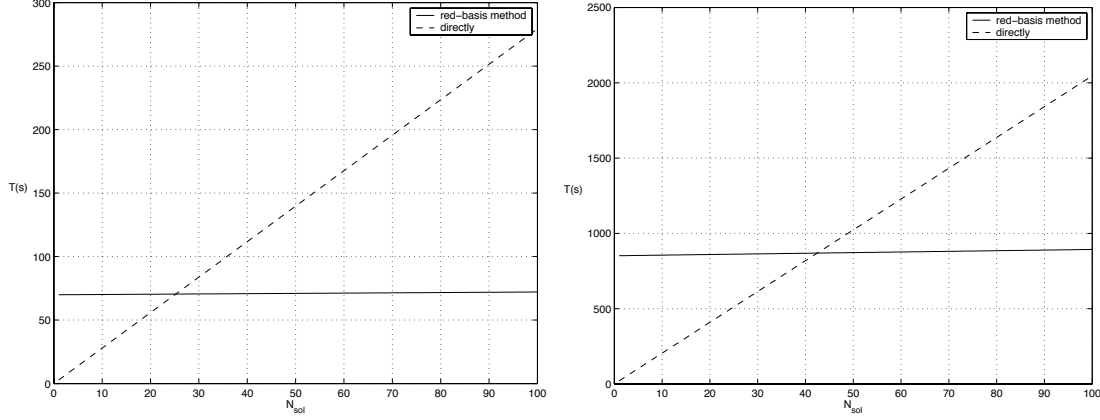 300
250
200
150
100
50
0
T(s)
0 10 20 30 40 50 60 70 80 90 100
N_sol
red-basis method
directly
2500
2000
1500
1000
500
0
T(s)
0 10 20 30 40 50 60 70 80 90 100
N_sol
red-basis method
directly